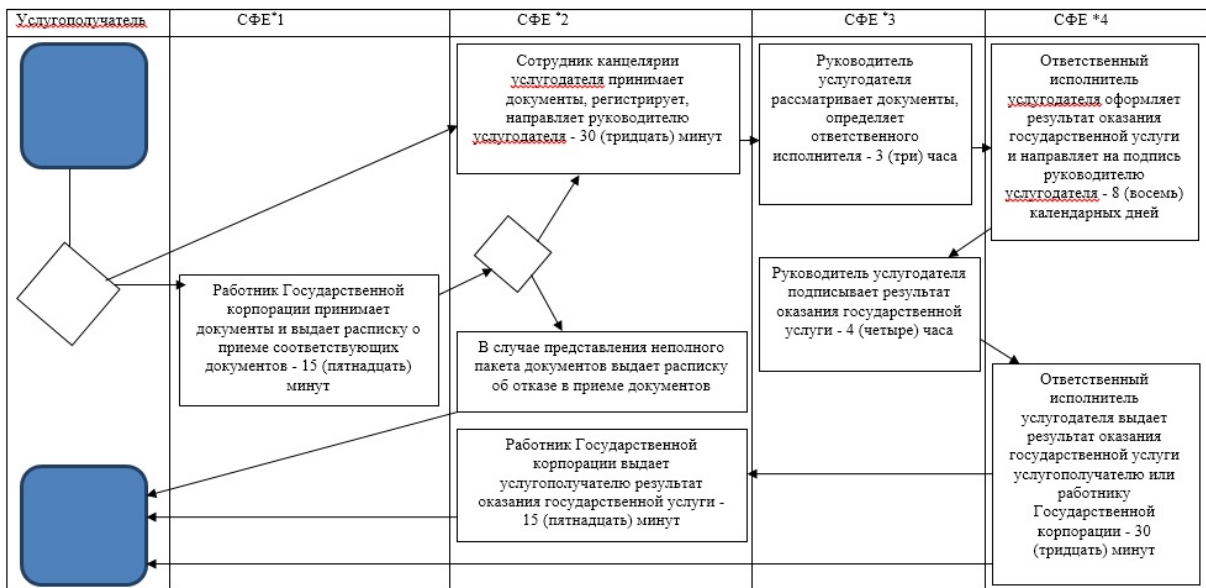 Услугополучатель
СФЕ*1
СФЕ *2
СФЕ *3
СФЕ *4
Сотрудник канцелярии
услугодателя принимает
документы, регистрирует,
направляет руководителю
услугодателя - 30 (тридцать) минут
Руководитель
услугодателя
рассматривает документы,
определяет
ответственного
исполнителя - 3 (три) часа
Ответственный
исполнитель
услугодателя оформляет
результат оказания
государственной услуги
и направляет на подпись
руководителю
услугодателя - 8 (восемь)
календарных дней
Работник Государственной
корпорации принимает
документы и выдает расписку о
приеме соответствующих
документов - 15 (пятнадцать)
минут
Руководитель услугодателя
подписывает результат
оказания государственной
услуги - 4 (четыре) часа
В случае представления неполного
пакета документов выдает расписку
об отказе в приеме документов
Ответственный
исполнитель
услугодателя выдает
результат оказания
государственной услуги
услугополучателю или
работнику
Государственной
корпорации - 30
(тридцать) минут
Работник Государственной
корпорации выдает
услугополучателю результат
оказания государственной услуги -
15 (пятнадцать) минут